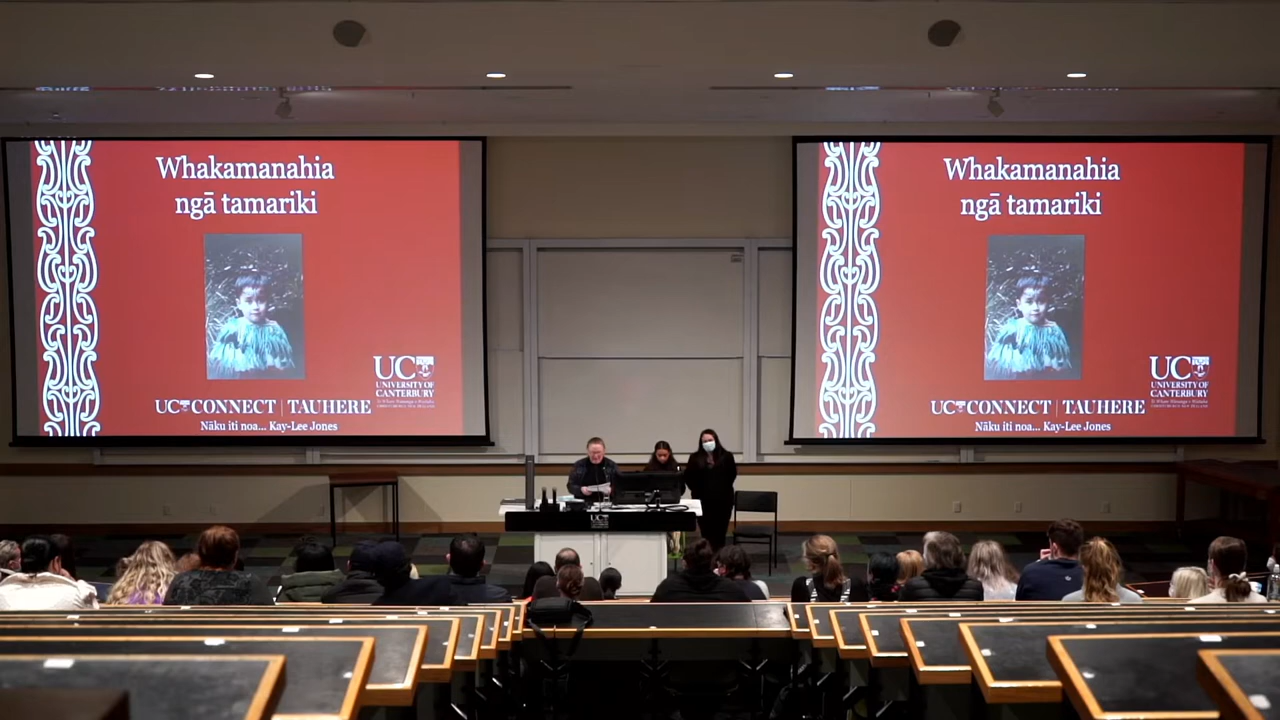 Whakamanahia
ngā tamariki
UC
UNIVERSITY OF
CANTERBURY
UC CONNECT | TAUHERE
Nāku iti noa... Kay-Lee Jones
Whakamanahia
ngā tamariki
UC
UNIVERSITY OF
CANTERBURY
UC CONNECT | TAUHERE
Nāku iti noa... Kay-Lee Jones
UC